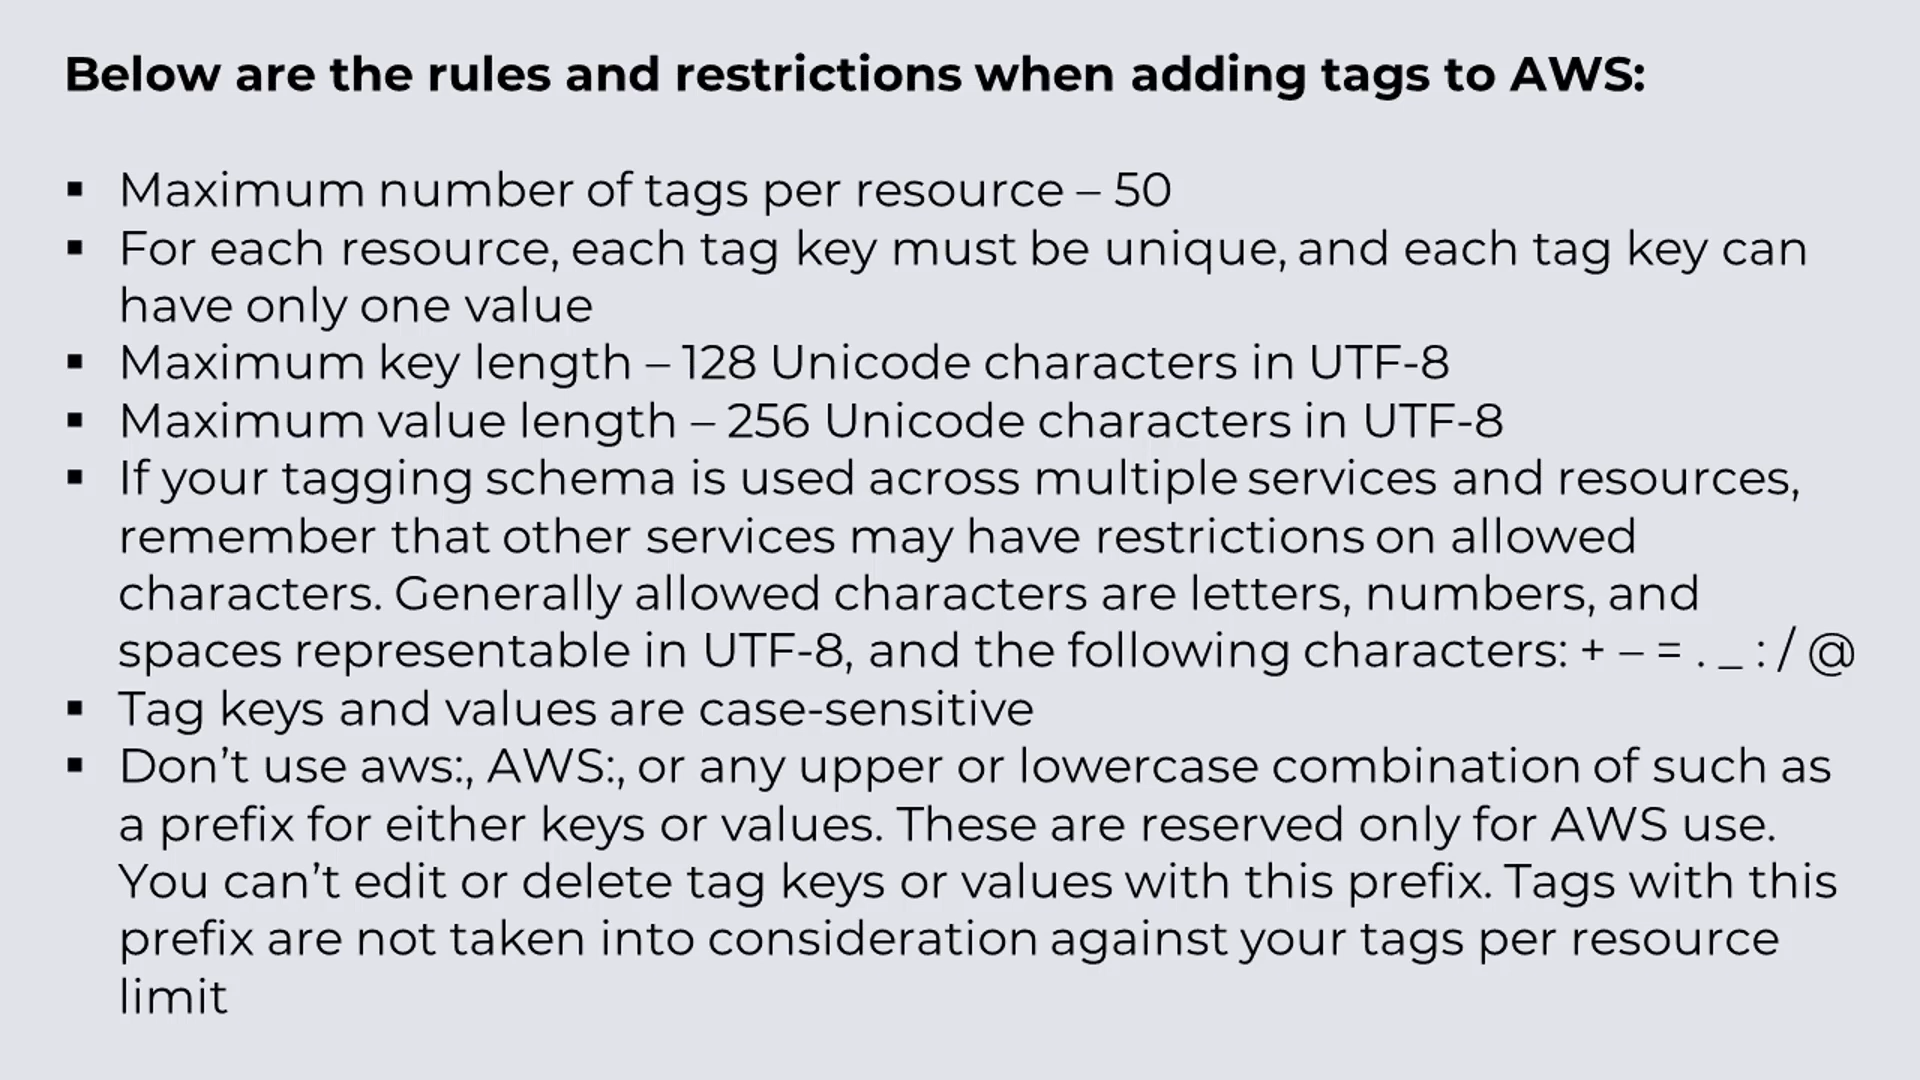 Below are the rules and restrictions when adding tags to AWS:
▪ Maximum number of tags per resource – 50
▪ For each resource, each tag key must be unique, and each tag key can
have only one value
▪ Maximum key length – 128 Unicode characters in UTF-8
▪ Maximum value length – 256 Unicode characters in UTF-8
▪ If your tagging schema is used across multiple services and resources,
remember that other services may have restrictions on allowed
characters. Generally allowed characters are letters, numbers, and
spaces representable in UTF-8, and the following characters: + – = . _ : / @
▪ Tag keys and values are case-sensitive
▪ Don’t use aws:, AWS:, or any upper or lowercase combination of such as
a prefix for either keys or values. These are reserved only for AWS use.
You can’t edit or delete tag keys or values with this prefix. Tags with this
prefix are not taken into consideration against your tags per resource
limit